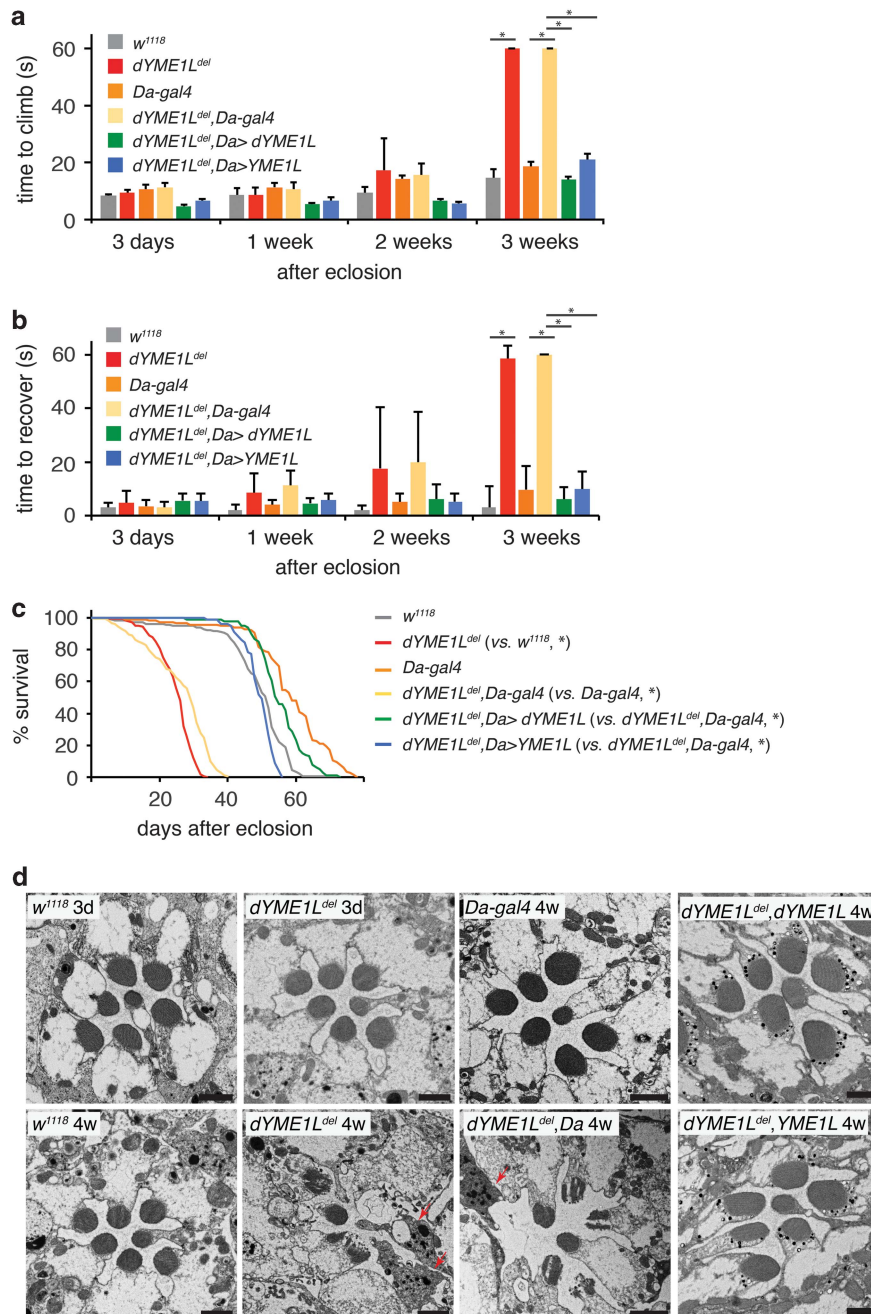 a
time to climb (s)
60
40
20
0
w1118
dYME1Ldel
Da-gal4
dYME1Ldel,Da-gal4
dYME1Ldel,Da> dYME1L
dYME1Ldel,Da>YME1L
*
*
*
*
3 days 1 week 2 weeks 3 weeks
after eclosion
b
time to recover (s)
60
40
20
0
w1118
dYME1Ldel
Da-gal4
dYME1Ldel,Da-gal4
dYME1Ldel,Da> dYME1L
dYME1Ldel,Da>YME1L
*
*
*
*
3 days 1 week 2 weeks 3 weeks
after eclosion
c
% survival
100
80
60
40
20
0
20 40 60
days after eclosion
w1118
dYME1Ldel (vs. w1118, *)
Da-gal4
dYME1Ldel,Da-gal4 (vs. Da-gal4, *)
dYME1Ldel,Da> dYME1L (vs. dYME1Ldel,Da-gal4, *)
dYME1Ldel,Da>YME1L (vs. dYME1Ldel,Da-gal4, *)
d
w1118 3d
dYME1Ldel 3d
Da-gal4 4w
dYME1Ldel,dYME1L 4w
w1118 4w
dYME1Ldel 4w
dYME1Ldel,Da 4w
dYME1Ldel,YME1L 4w